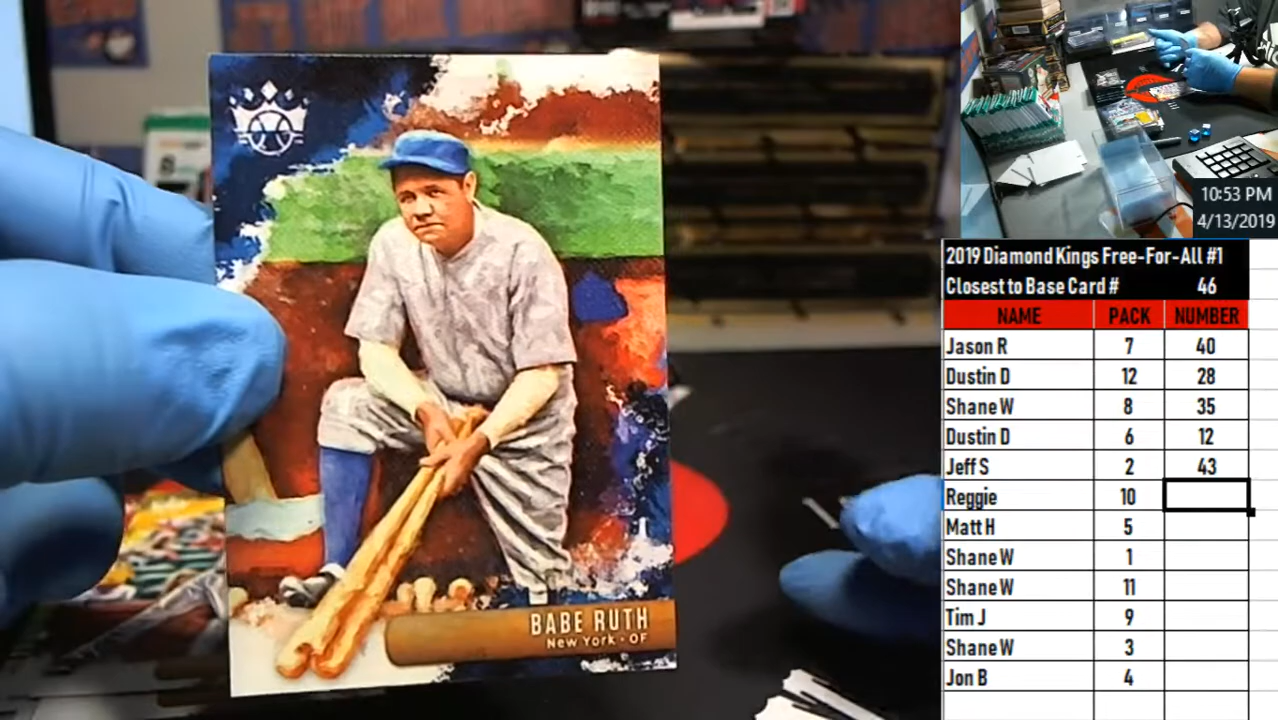 BABE RUTH
New York · OF
10:53 PM
4/13/2019
2019 Diamond Kings Free-For-All #1
Closest to Base Card # 46
NAME PACK NUMBER
Jason R 7 40
Dustin D 12 28
Shane W 8 35
Dustin D 6 12
Jeff S 2 43
Reggie 10
Matt H 5
Shane W 1
Shane W 11
Tim J 9
Shane W 3
Jon B 4